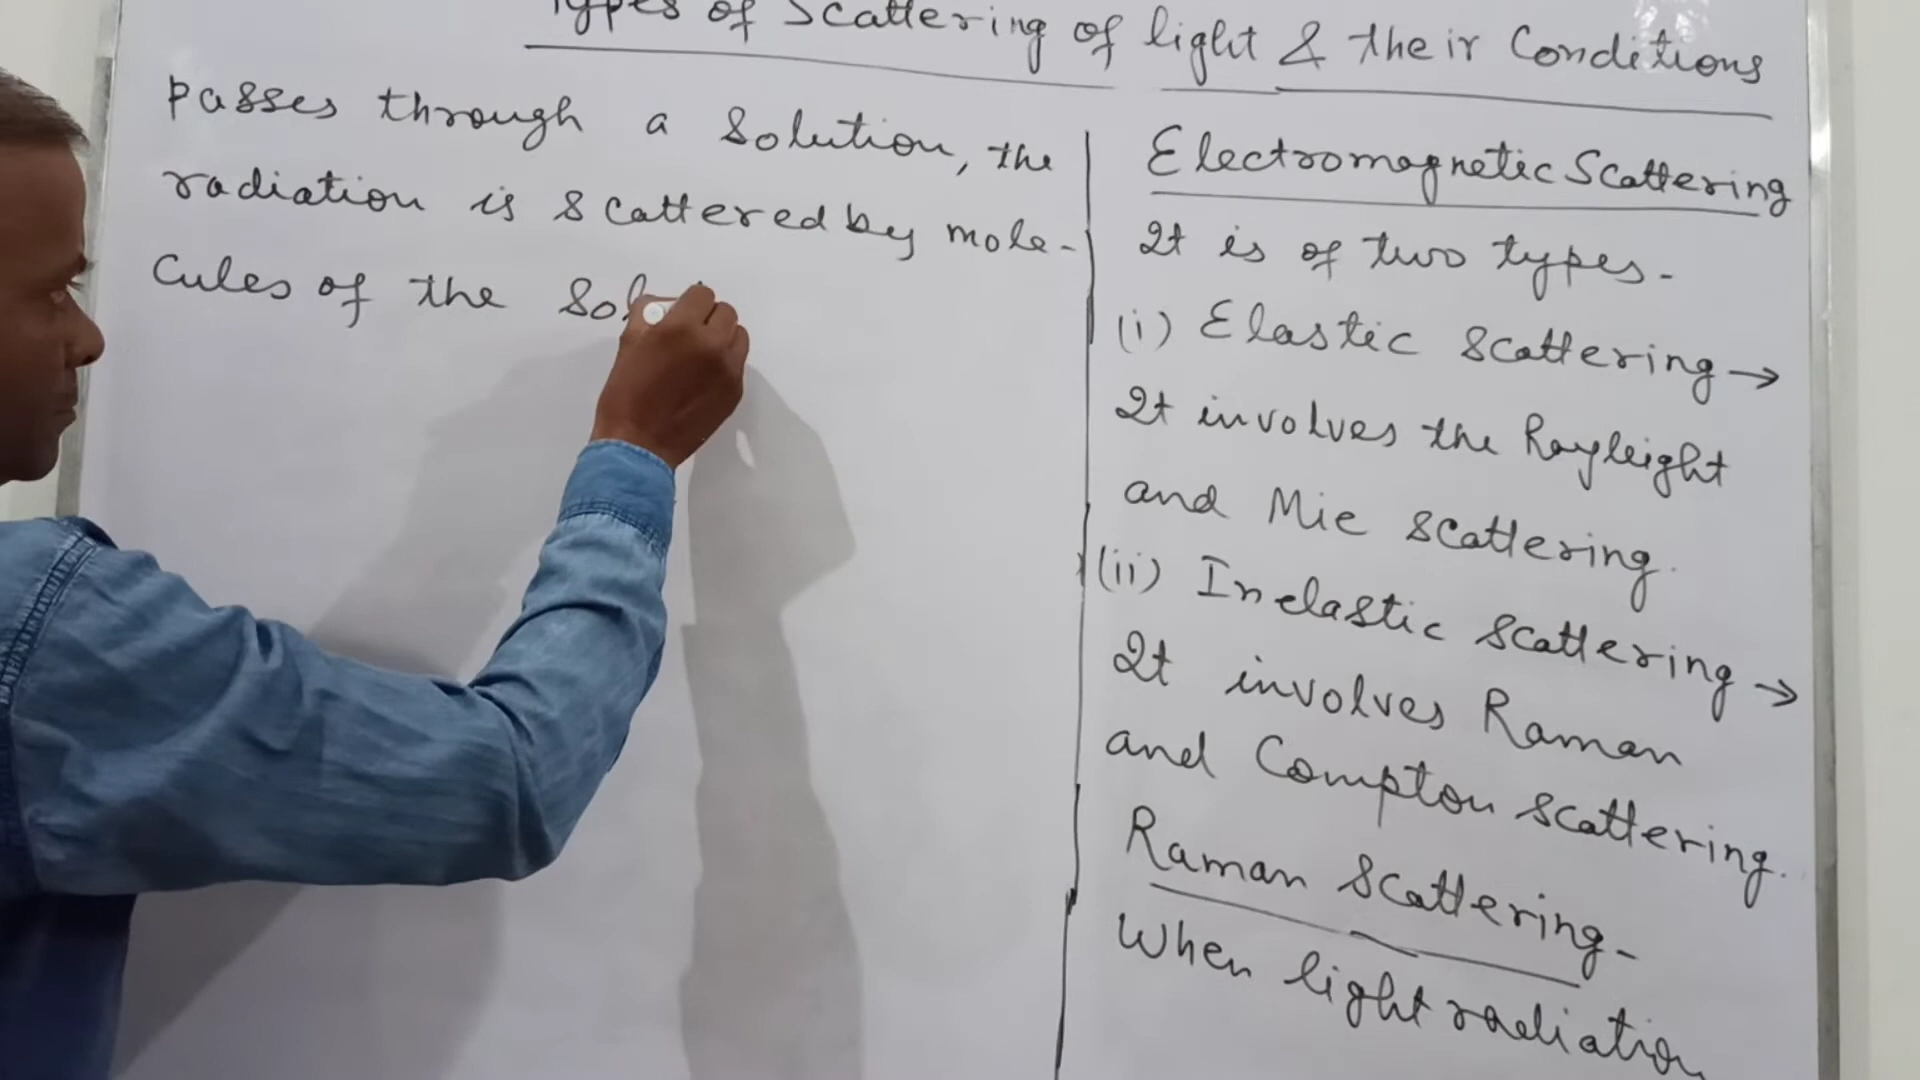 Types of Scattering of light & their Conditions
passes through a solution, the
radiation is scattered by mole-
cules of the
Electromagnetic Scattering
It is of two types-
(i) Elastic scattering →
It involves the Rayleight
and Mie scattering.
(ii) Inelastic scattering →
It involves Raman
and Compton scattering.
Raman Scattering-
When light radiation